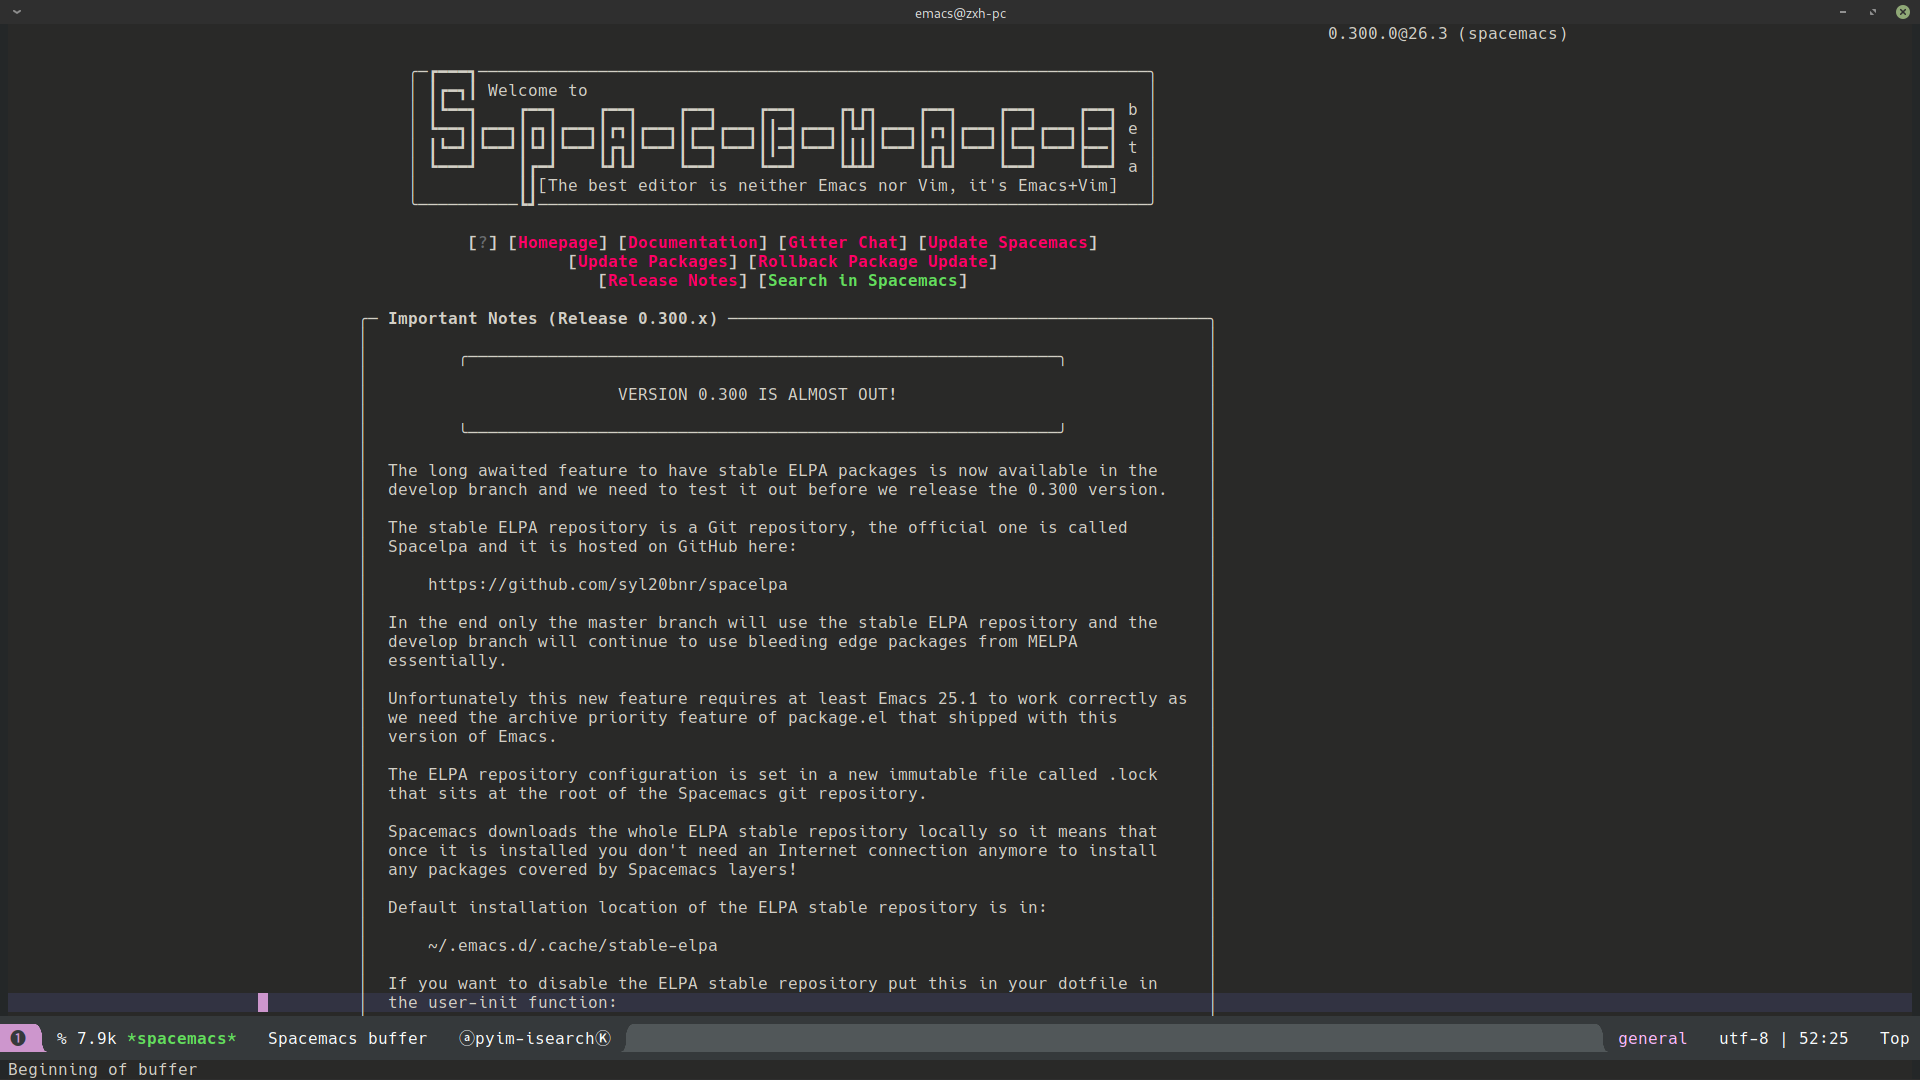 emacs@zxh-pc
0.300.0@26.3 (spacemacs)
Welcome to
SPACEMACS
beta
[The best editor is neither Emacs nor Vim, it's Emacs+Vim]
[?] [Homepage] [Documentation] [Gitter Chat] [Update Spacemacs]
[Update Packages] [Rollback Package Update]
[Release Notes] [Search in Spacemacs]
Important Notes (Release 0.300.x)
VERSION 0.300 IS ALMOST OUT!
The long awaited feature to have stable ELPA packages is now available in the
develop branch and we need to test it out before we release the 0.300 version.
The stable ELPA repository is a Git repository, the official one is called
Spacelpa and it is hosted on GitHub here:
https://github.com/syl20bnr/spacelpa
In the end only the master branch will use the stable ELPA repository and the
develop branch will continue to use bleeding edge packages from MELPA
essentially.
Unfortunately this new feature requires at least Emacs 25.1 to work correctly as
we need the archive priority feature of package.el that shipped with this
version of Emacs.
The ELPA repository configuration is set in a new immutable file called .lock
that sits at the root of the Spacemacs git repository.
Spacemacs downloads the whole ELPA stable repository locally so it means that
once it is installed you don't need an Internet connection anymore to install
any packages covered by Spacemacs layers!
Default installation location of the ELPA stable repository is in:
~/.emacs.d/.cache/stable-elpa
If you want to disable the ELPA stable repository put this in your dotfile in
the user-init function:
❶ % 7.9k *spacemacs* Spacemacs buffer ⓐpyim-isearchⓀ general utf-8 | 52:25 Top
Beginning of buffer